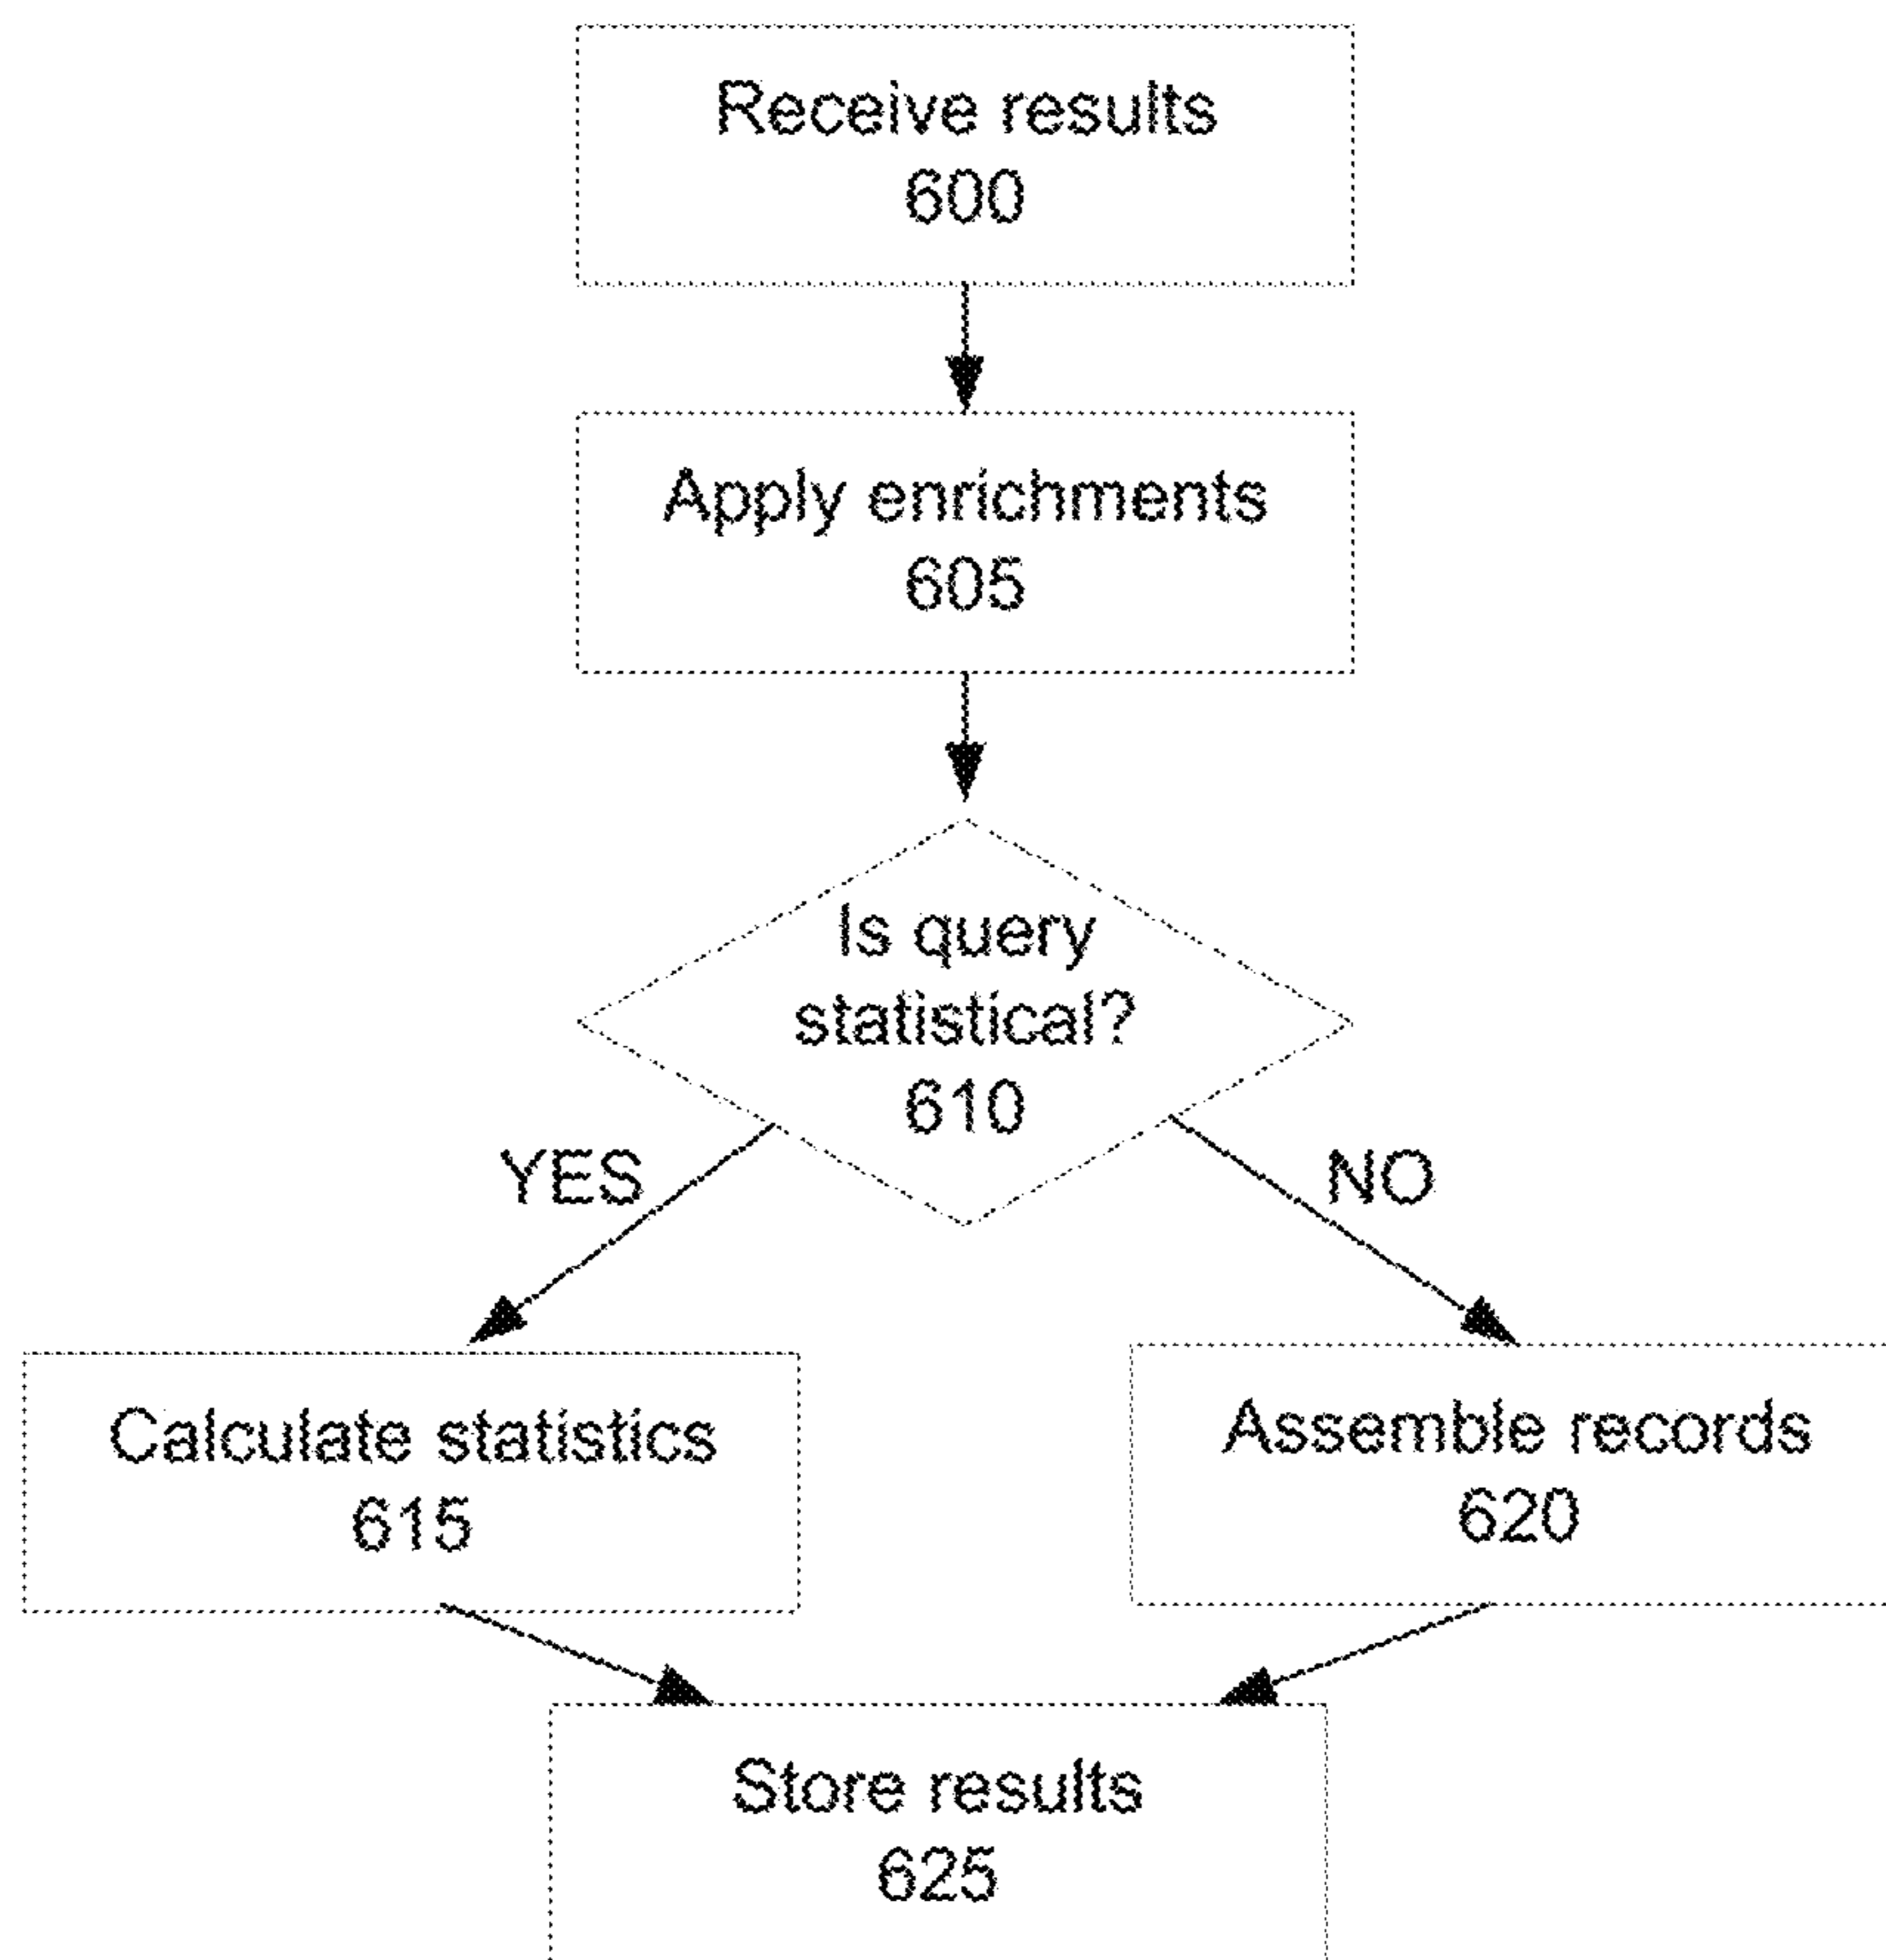 Receive results
600
Apply enrichments
605
Is query
statistical?
610
YES
NO
Calculate statistics
615
Assemble records
620
Store results
625